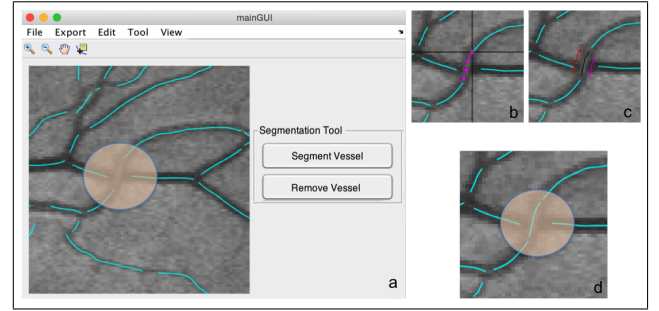 mainGUI
File Export Edit Tool View
Segmentation Tool
Segment Vessel
Remove Vessel
a
b
c
d